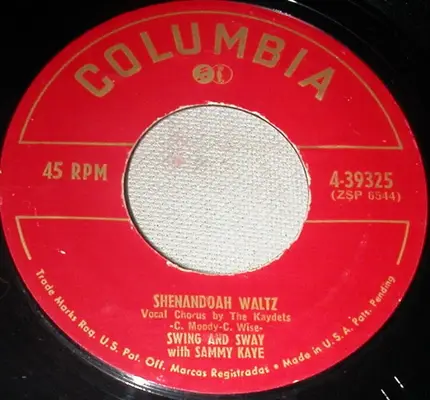 COLUMBIA
45 RPM
4-39325
(ZSP 6544)
SHENANDOAH WALTZ
Vocal Chorus by The Kaydets
-C. Moody-C. Wise-
SWING AND SWAY
with SAMMY KAYE
Trade Marks Reg. U.S. Pat. Off. Marcas Registradas • Made in U.S.A. Pats. Pending